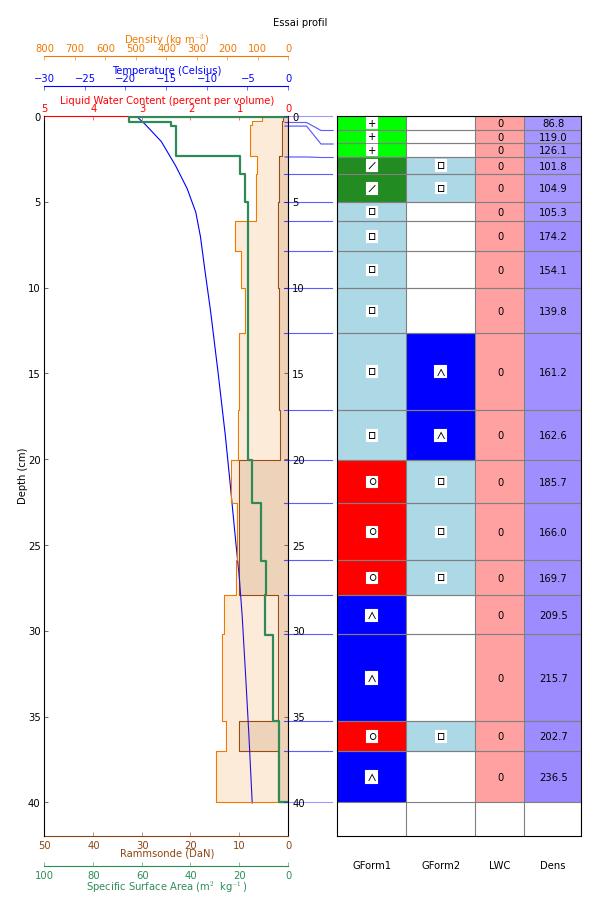 Essai profil
Density (kg m⁻³)
800 700 600 500 400 300 200 100 0
Temperature (Celsius)
−30 −25 −20 −15 −10 −5 0
Liquid Water Content (percent per volume)
5 4 3 2 1 0
0 0 + 0 86.8
+ 0 119.0
+ 0 126.1
0 101.8
0 104.9
5 5 0 105.3
0 174.2
0 154.1
10 10
0 139.8
15 15 0 161.2
0 162.6
20 20
0 185.7
Depth (cm)
0 166.0
25 25
0 169.7
0 209.5
30 30
0 215.7
35 35
0 202.7
0 236.5
40 40
50 40 30 20 10 0
Rammsonde (DaN)
GForm1 GForm2 LWC Dens
100 80 60 40 20 0
Specific Surface Area (m² kg⁻¹)